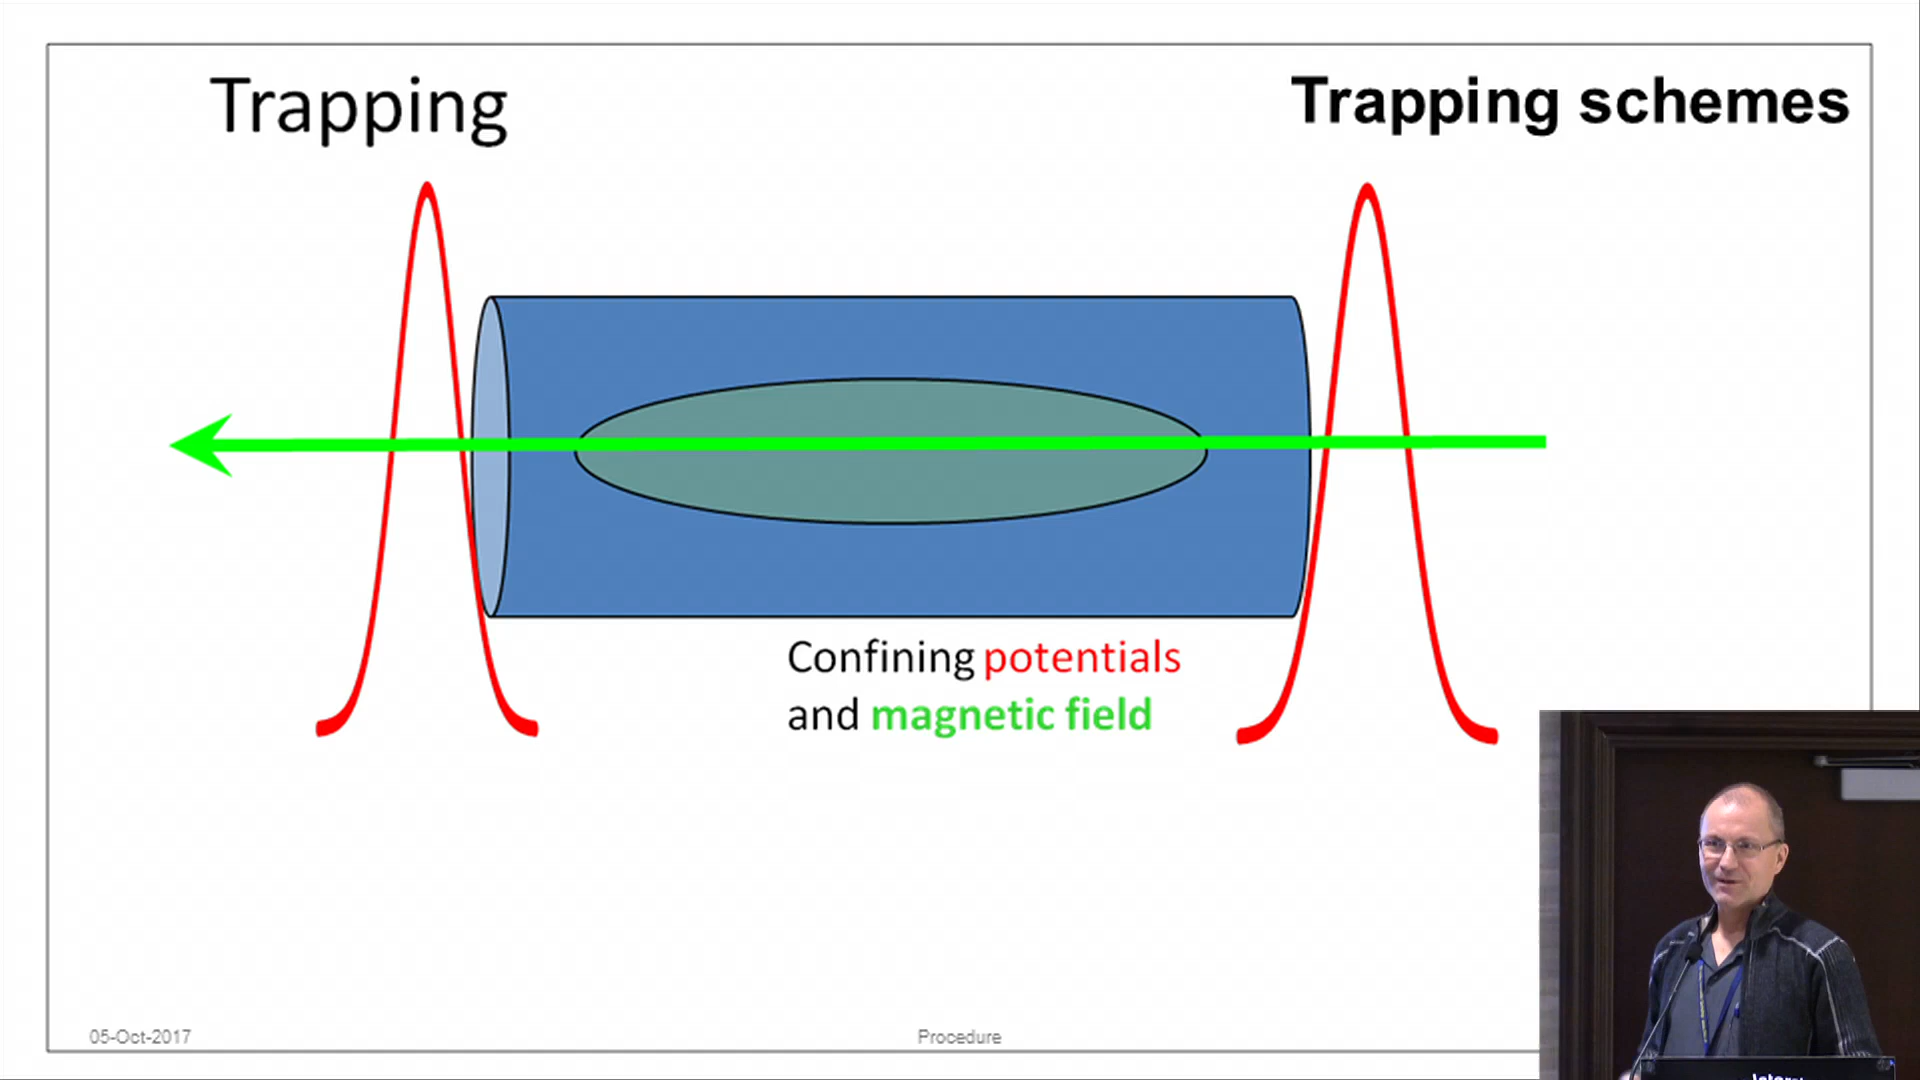 Trapping
Trapping schemes
Confining potentials
and magnetic field
05-Oct-2017
Procedure